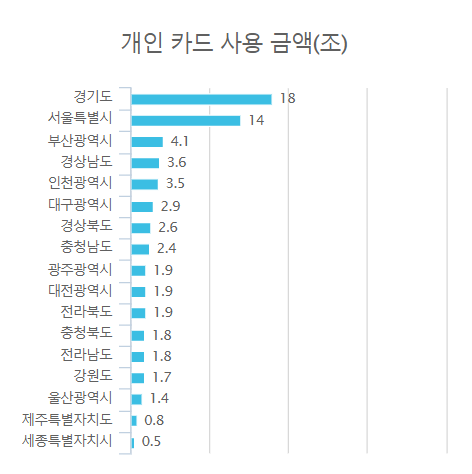 개인 카드 사용 금액(조)
경기도 18
서울특별시 14
부산광역시 4.1
경상남도 3.6
인천광역시 3.5
대구광역시 2.9
경상북도 2.6
충청남도 2.4
광주광역시 1.9
대전광역시 1.9
전라북도 1.9
충청북도 1.8
전라남도 1.8
강원도 1.7
울산광역시 1.4
제주특별자치도 0.8
세종특별자치시 0.5